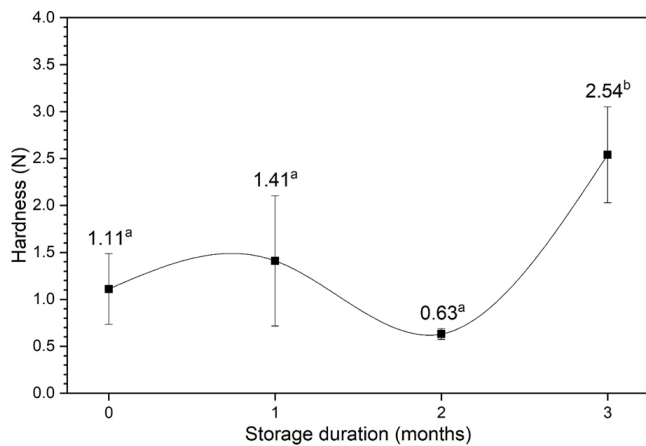 4.0
3.5
3.0
2.5
2.0
1.5
1.0
0.5
0.0
Hardness (N)
1.11ᵃ
1.41ᵃ
0.63ᵃ
2.54ᵇ
0 1 2 3
Storage duration (months)